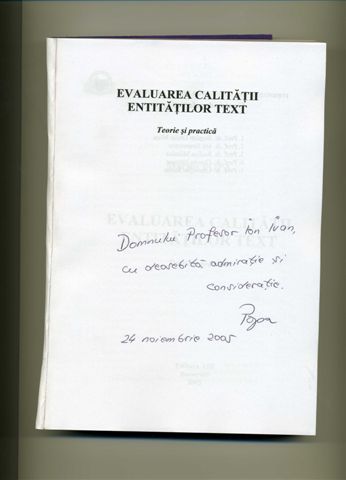 EVALUAREA CALITĂȚII
ENTITĂȚILOR TEXT
Teorie și practică
Domnului Profesor Ion Ivan,
cu deosebită admirație și
considerație.
Popa
24 noiembrie 2005